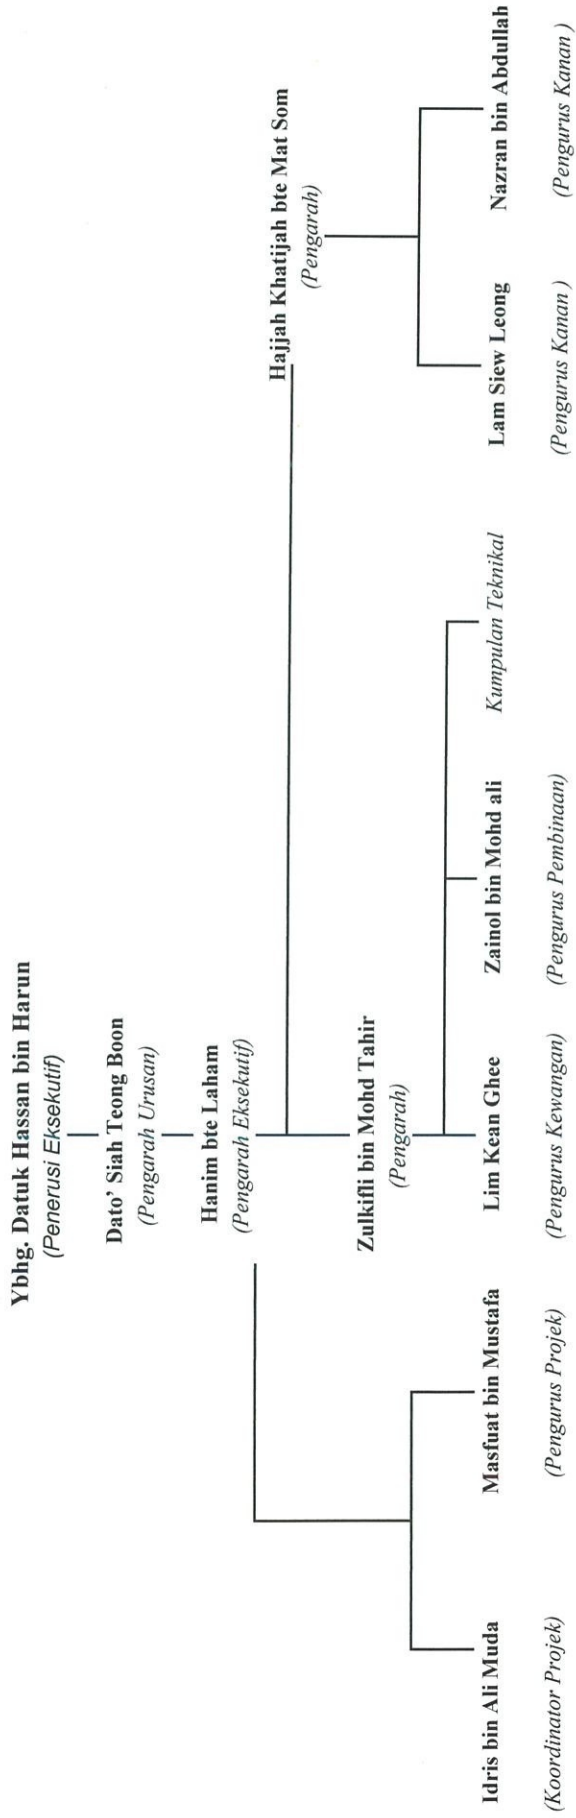 Ybhg. Datuk Hassan bin Harun
(Penerusi Eksekutif)
Dato' Siah Teong Boon
(Pengarah Urusan)
Hanim bte Laham
(Pengarah Eksekutif)
Hajjah Khatijah bte Mat Som
(Pengarah)
Zulkifli bin Mohd Tahir
(Pengarah)
Idris bin Ali Muda
(Koordinator Projek)
Masfuat bin Mustafa
(Pengurus Projek)
Lim Kean Ghee
(Pengurus Kewangan)
Zainol bin Mohd ali
(Pengurus Pembinaan)
Kumpulan Teknikal
Lam Siew Leong
(Pengurus Kanan )
Nazran bin Abdullah
(Pengurus Kanan )